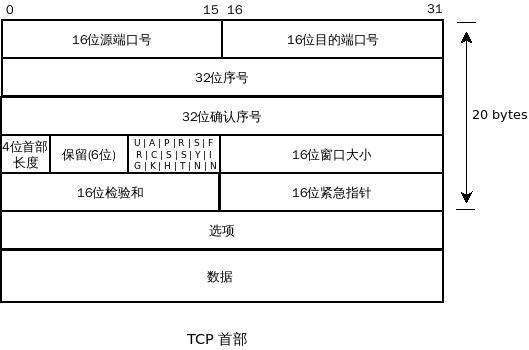 0 15 16 31
16位源端口号 16位目的端口号
32位序号
20 bytes
32位确认序号
4位首部
长度
保留(6位)
U|A|P|R|S|F
R|C|S|S|Y|I
G|K|H|T|N|N
16位窗口大小
16位检验和 16位紧急指针
选项
数据
TCP 首部